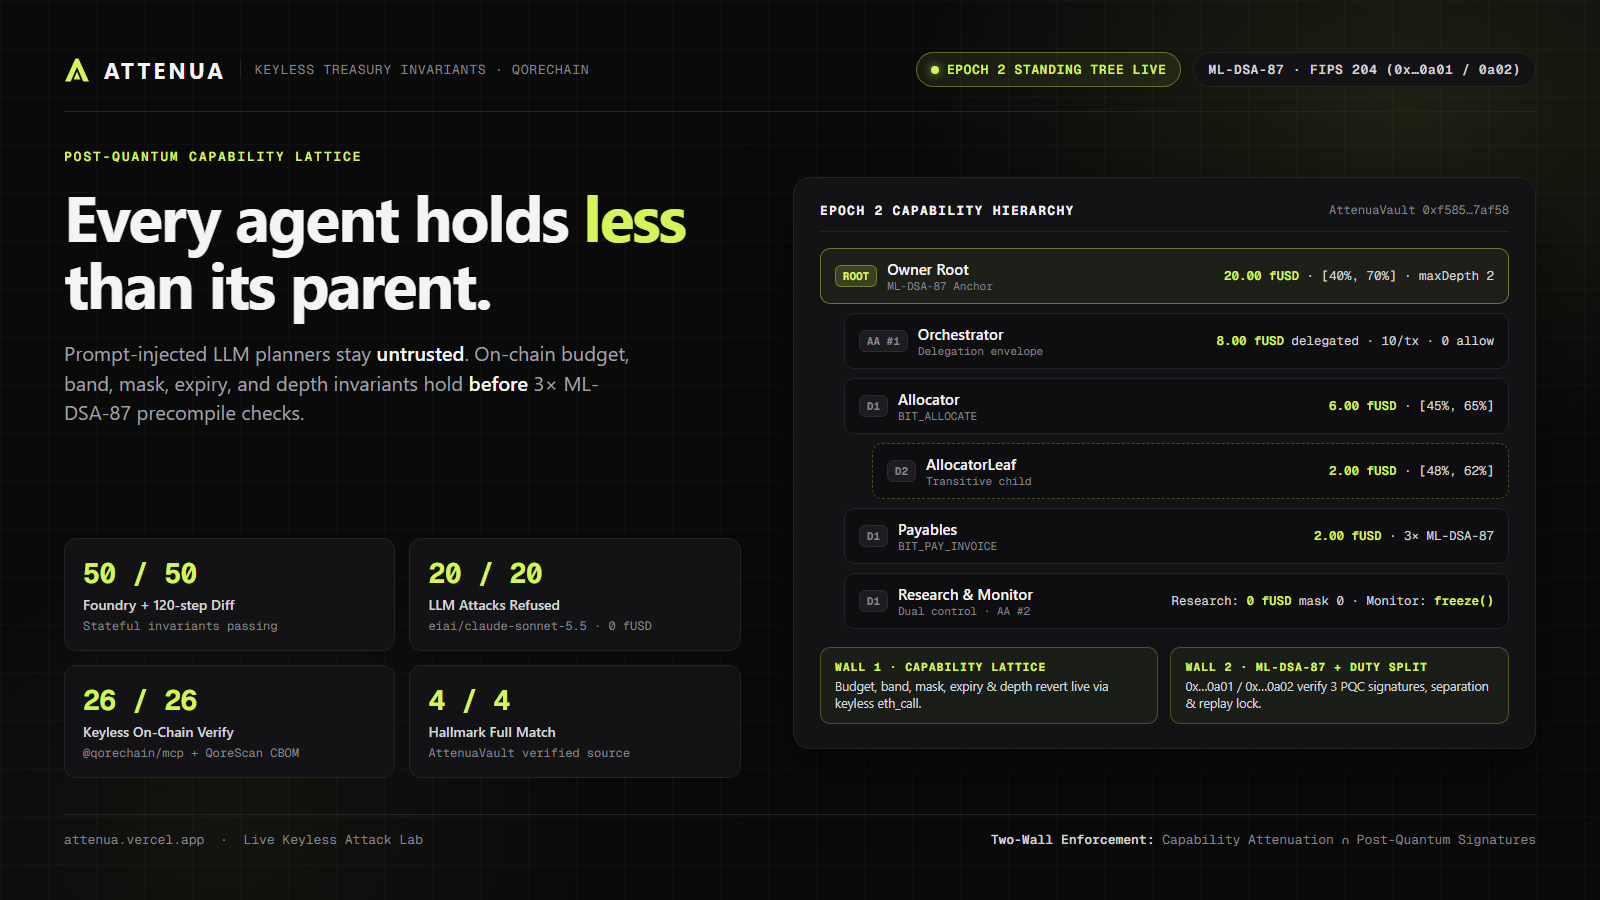 ATTENUA
KEYLESS TREASURY INVARIANTS · QORECHAIN
EPOCH 2 STANDING TREE LIVE
ML-DSA-87 · FIPS 204 (0x…0a01 / 0a02)
POST-QUANTUM CAPABILITY LATTICE
Every agent holds less
than its parent.
Prompt-injected LLM planners stay untrusted. On-chain budget,
band, mask, expiry, and depth invariants hold before 3× ML-
DSA-87 precompile checks.
50 / 50
Foundry + 120-step Diff
Stateful invariants passing
20 / 20
LLM Attacks Refused
eiai/claude-sonnet-5.5 · 0 fUSD
26 / 26
Keyless On-Chain Verify
@qorechain/mcp + QoreScan CBOM
4 / 4
Hallmark Full Match
AttenuaVault verified source
EPOCH 2 CAPABILITY HIERARCHY
AttenuaVault 0xf585…7af58
ROOT
Owner Root
ML-DSA-87 Anchor
20.00 fUSD · [40%, 70%] · maxDepth 2
AA #1
Orchestrator
Delegation envelope
8.00 fUSD delegated · 10/tx · 0 allow
D1
Allocator
BIT_ALLOCATE
6.00 fUSD · [45%, 65%]
D2
AllocatorLeaf
Transitive child
2.00 fUSD · [48%, 62%]
D1
Payables
BIT_PAY_INVOICE
2.00 fUSD · 3× ML-DSA-87
D1
Research & Monitor
Dual control · AA #2
Research: 0 fUSD mask 0 · Monitor: freeze()
WALL 1 · CAPABILITY LATTICE
Budget, band, mask, expiry & depth revert live via
keyless eth_call.
WALL 2 · ML-DSA-87 + DUTY SPLIT
0x…0a01 / 0x…0a02 verify 3 PQC signatures, separation
& replay lock.
attenua.vercel.app · Live Keyless Attack Lab
Two-Wall Enforcement: Capability Attenuation ∩ Post-Quantum Signatures